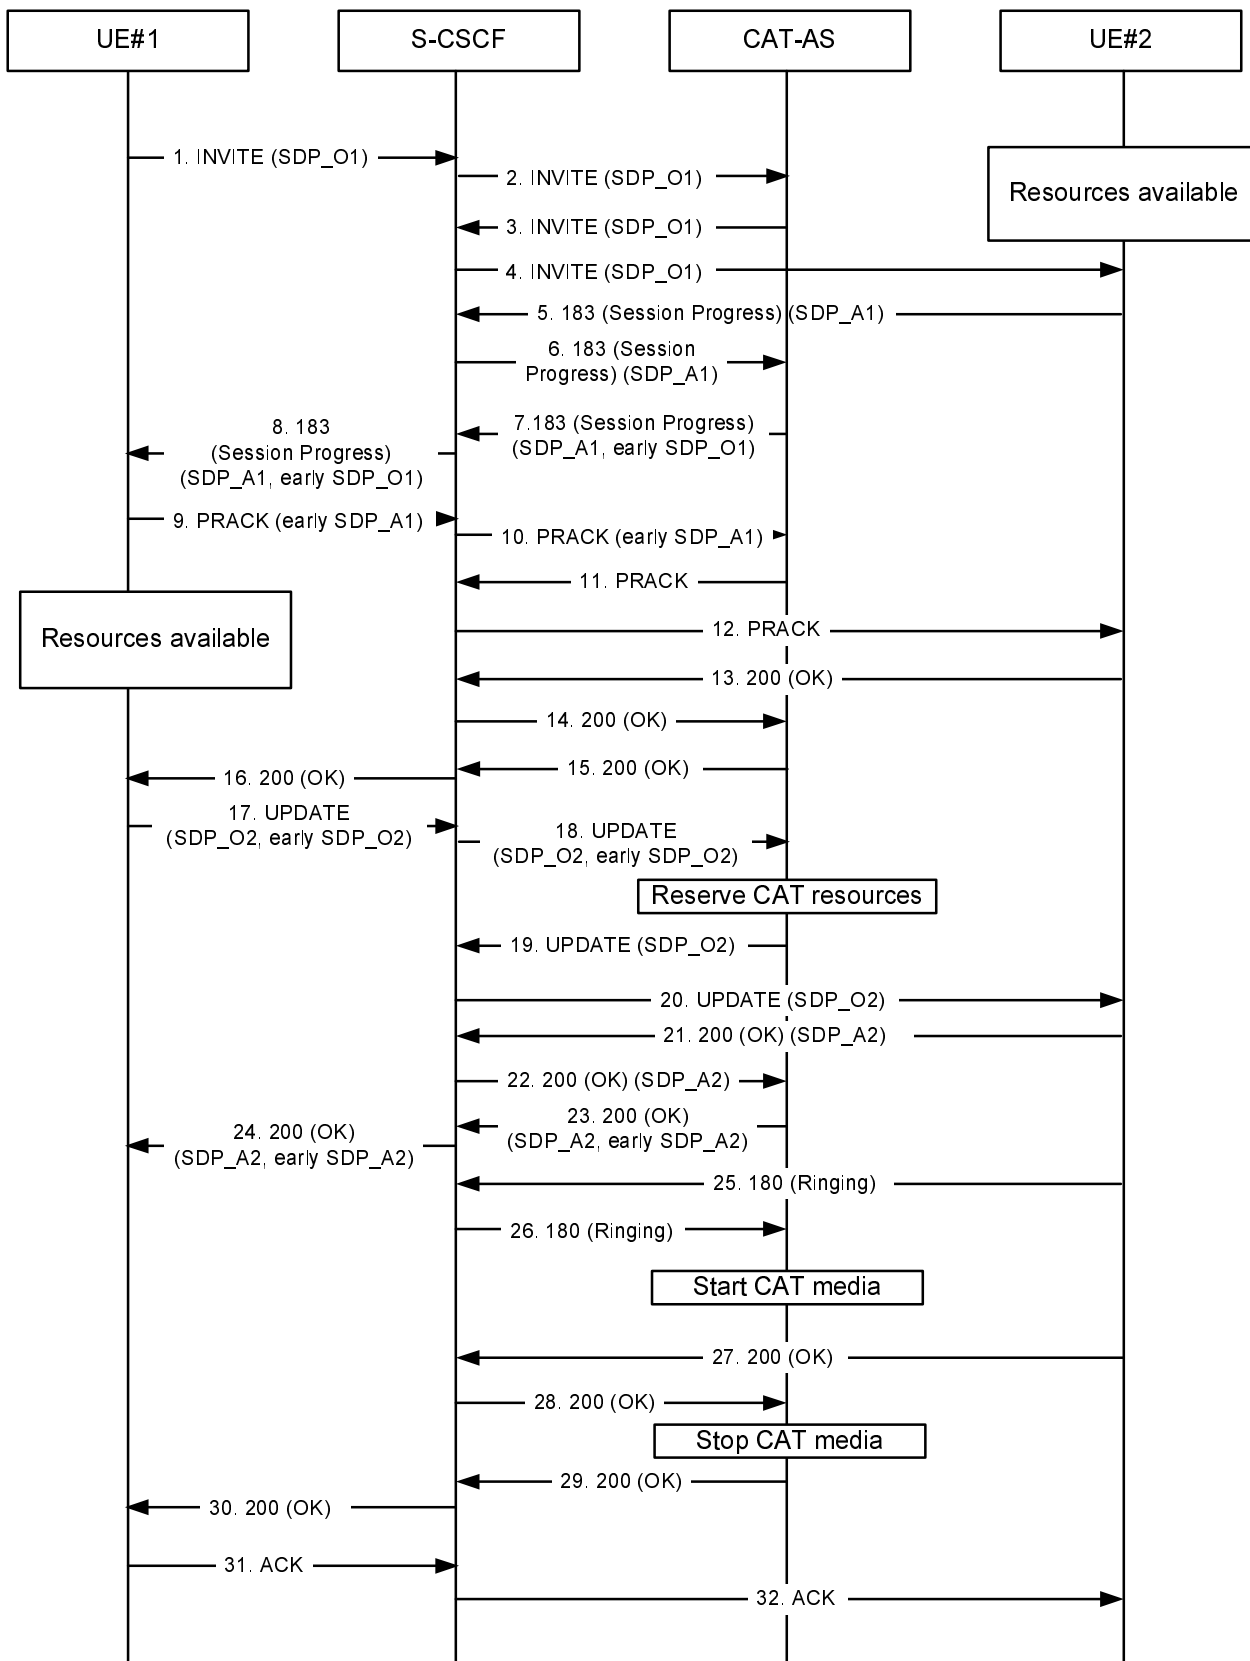 UE#1
S-CSCF
CAT-AS
UE#2
1. INVITE (SDP_O1)
2. INVITE (SDP_O1)
Resources available
3. INVITE (SDP_O1)
4. INVITE (SDP_O1)
5. 183 (Session Progress) (SDP_A1)
6. 183 (Session
Progress) (SDP_A1)
7.183 (Session Progress)
(SDP_A1, early SDP_O1)
8. 183
(Session Progress)
(SDP_A1, early SDP_O1)
9. PRACK (early SDP_A1)
10. PRACK (early SDP_A1)
11. PRACK
Resources available
12. PRACK
13. 200 (OK)
14. 200 (OK)
15. 200 (OK)
16. 200 (OK)
17. UPDATE
(SDP_O2, early SDP_O2)
18. UPDATE
(SDP_O2, early SDP_O2)
Reserve CAT resources
19. UPDATE (SDP_O2)
20. UPDATE (SDP_O2)
21. 200 (OK) (SDP_A2)
22. 200 (OK) (SDP_A2)
23. 200 (OK)
(SDP_A2, early SDP_A2)
24. 200 (OK)
(SDP_A2, early SDP_A2)
25. 180 (Ringing)
26. 180 (Ringing)
Start CAT media
27. 200 (OK)
28. 200 (OK)
Stop CAT media
29. 200 (OK)
30. 200 (OK)
31. ACK
32. ACK